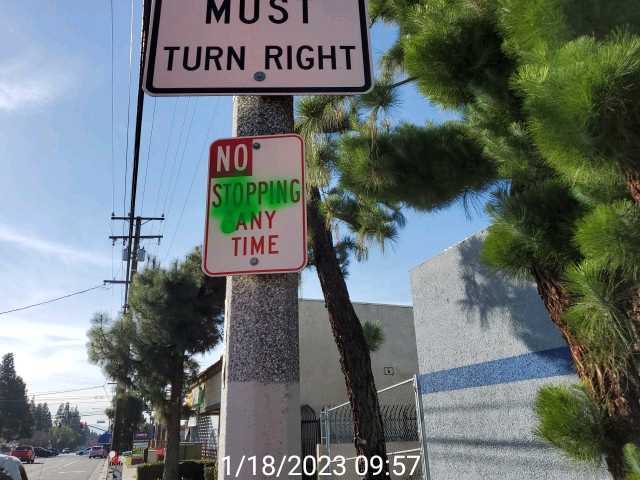 MUST
TURN RIGHT
NO
STOPPING
ANY
TIME
1/18/2023 09:57